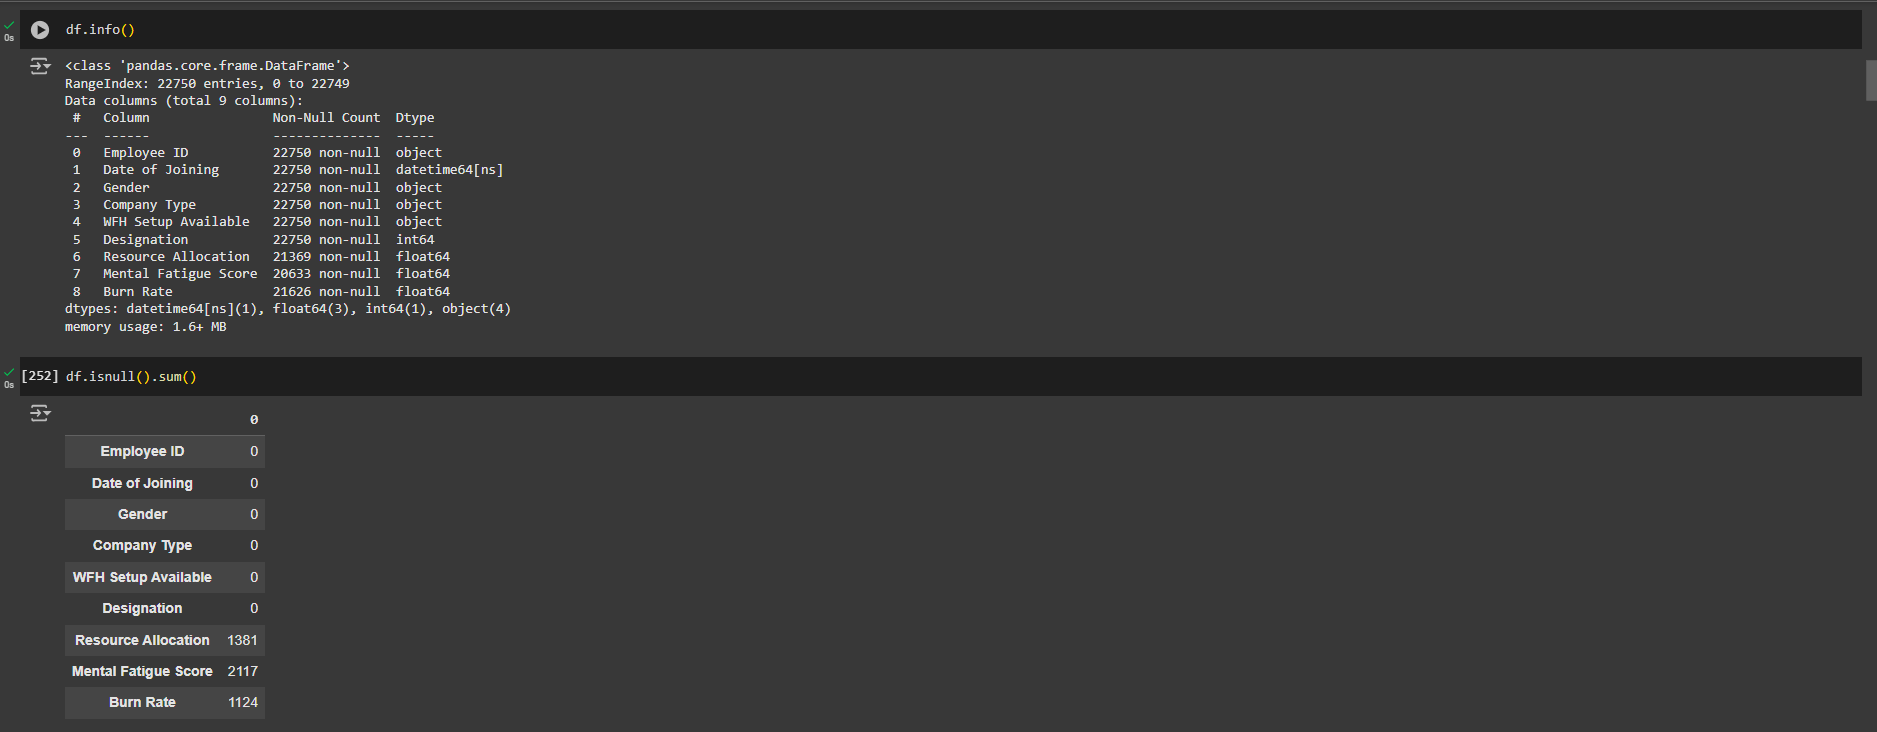 0s
df.info()
<class 'pandas.core.frame.DataFrame'>
RangeIndex: 22750 entries, 0 to 22749
Data columns (total 9 columns):
 #   Column                Non-Null Count  Dtype
---  ------                --------------  -----
 0   Employee ID           22750 non-null  object
 1   Date of Joining       22750 non-null  datetime64[ns]
 2   Gender                22750 non-null  object
 3   Company Type          22750 non-null  object
 4   WFH Setup Available   22750 non-null  object
 5   Designation           22750 non-null  int64
 6   Resource Allocation   21369 non-null  float64
 7   Mental Fatigue Score  20633 non-null  float64
 8   Burn Rate             21626 non-null  float64
dtypes: datetime64[ns](1), float64(3), int64(1), object(4)
memory usage: 1.6+ MB
0s
[252] df.isnull().sum()
0
Employee ID 0
Date of Joining 0
Gender 0
Company Type 0
WFH Setup Available 0
Designation 0
Resource Allocation 1381
Mental Fatigue Score 2117
Burn Rate 1124